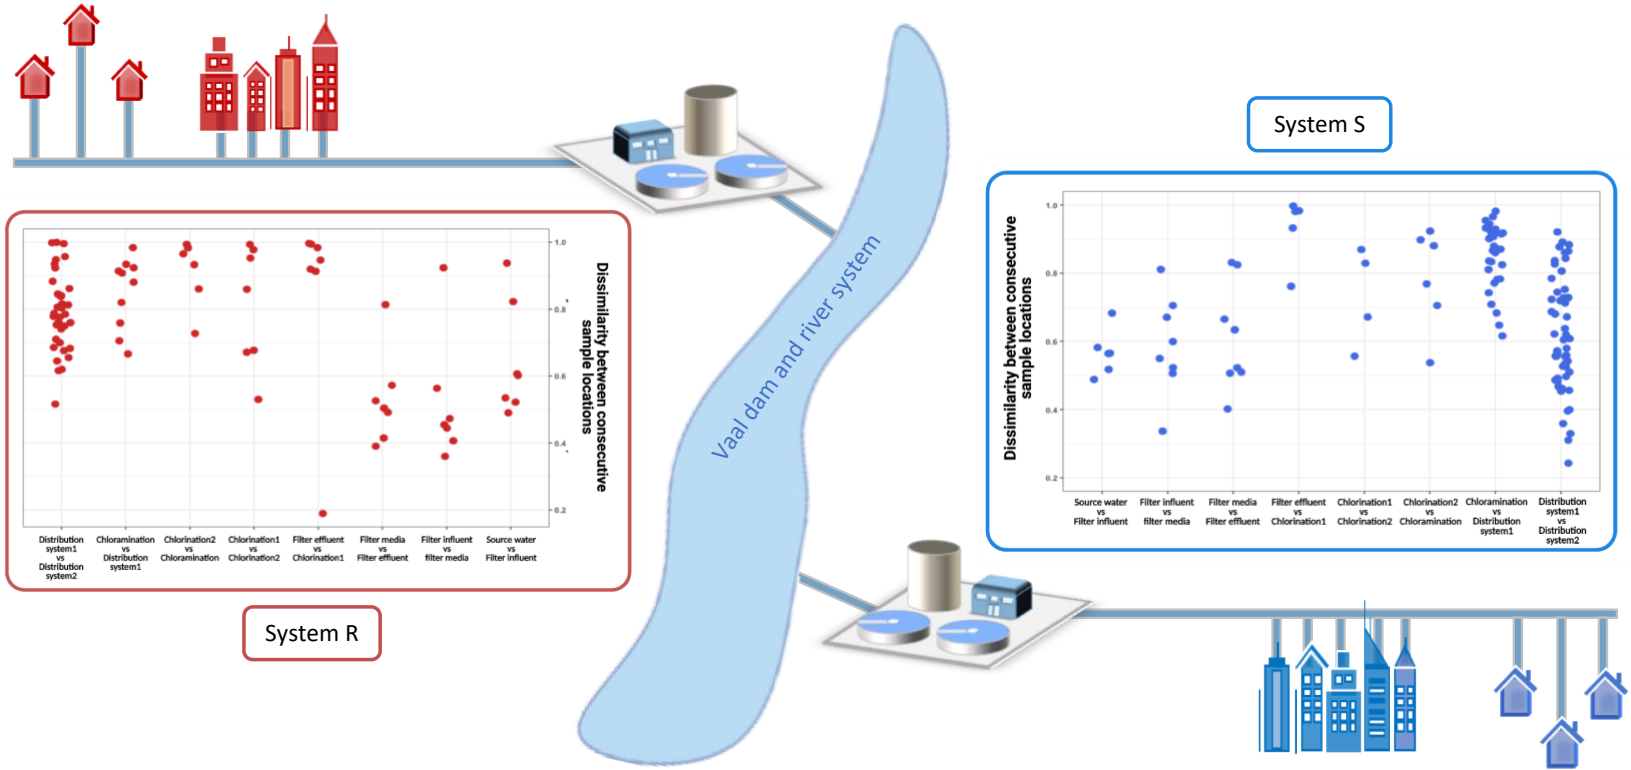 System S
1.0
0.8
0.6
0.4
0.2
Dissimilarity between consecutive
sample locations
Source water
vs
Filter influent
Filter influent
vs
filter media
Filter media
vs
Filter effluent
Filter effluent
vs
Chlorination1
Chlorination1
vs
Chlorination2
Chlorination2
vs
Chloramination
Chloramination
vs
Distribution
system1
Distribution
system1
vs
Distribution
system2
Vaal dam and river system
1.0
0.8
0.6
0.4
0.2
Dissimilarity between consecutive
sample locations
Distribution
system1
vs
Distribution
system2
Chloramination
vs
Distribution
system1
Chlorination2
vs
Chloramination
Chlorination1
vs
Chlorination2
Filter effluent
vs
Chlorination1
Filter media
vs
Filter effluent
Filter influent
vs
filter media
Source water
vs
Filter influent
System R